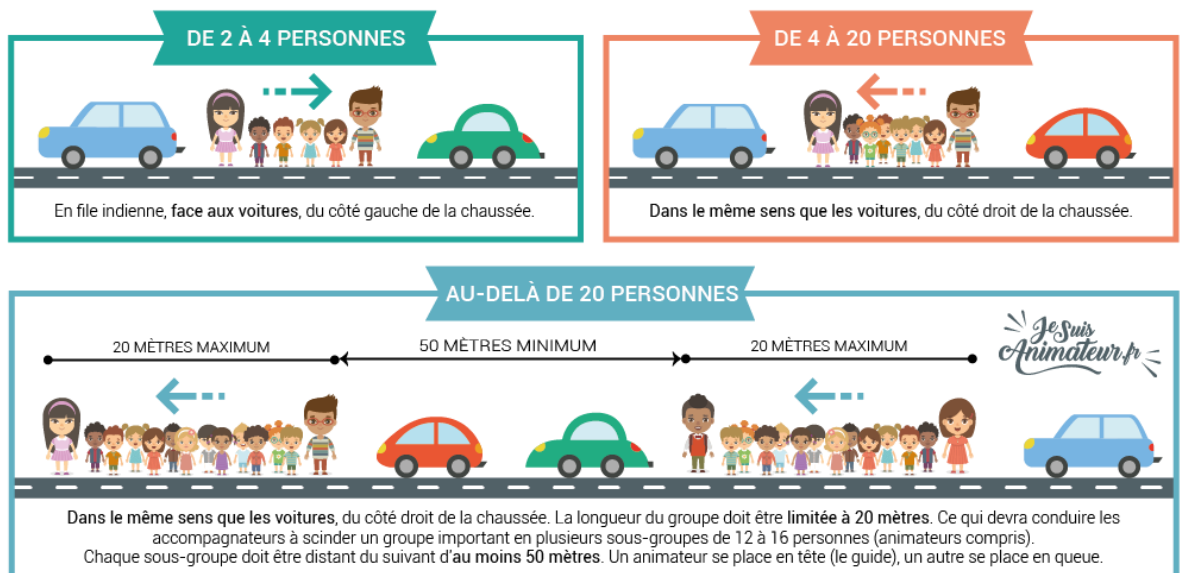 DE 2 À 4 PERSONNES
En file indienne, face aux voitures, du côté gauche de la chaussée.
DE 4 À 20 PERSONNES
Dans le même sens que les voitures, du côté droit de la chaussée.
AU-DELÀ DE 20 PERSONNES
20 MÈTRES MAXIMUM
50 MÈTRES MINIMUM
20 MÈTRES MAXIMUM
Je Suis
Animateur.fr
Dans le même sens que les voitures, du côté droit de la chaussée. La longueur du groupe doit être limitée à 20 mètres. Ce qui devra conduire les
accompagnateurs à scinder un groupe important en plusieurs sous-groupes de 12 à 16 personnes (animateurs compris).
Chaque sous-groupe doit être distant du suivant d'au moins 50 mètres. Un animateur se place en tête (le guide), un autre se place en queue.